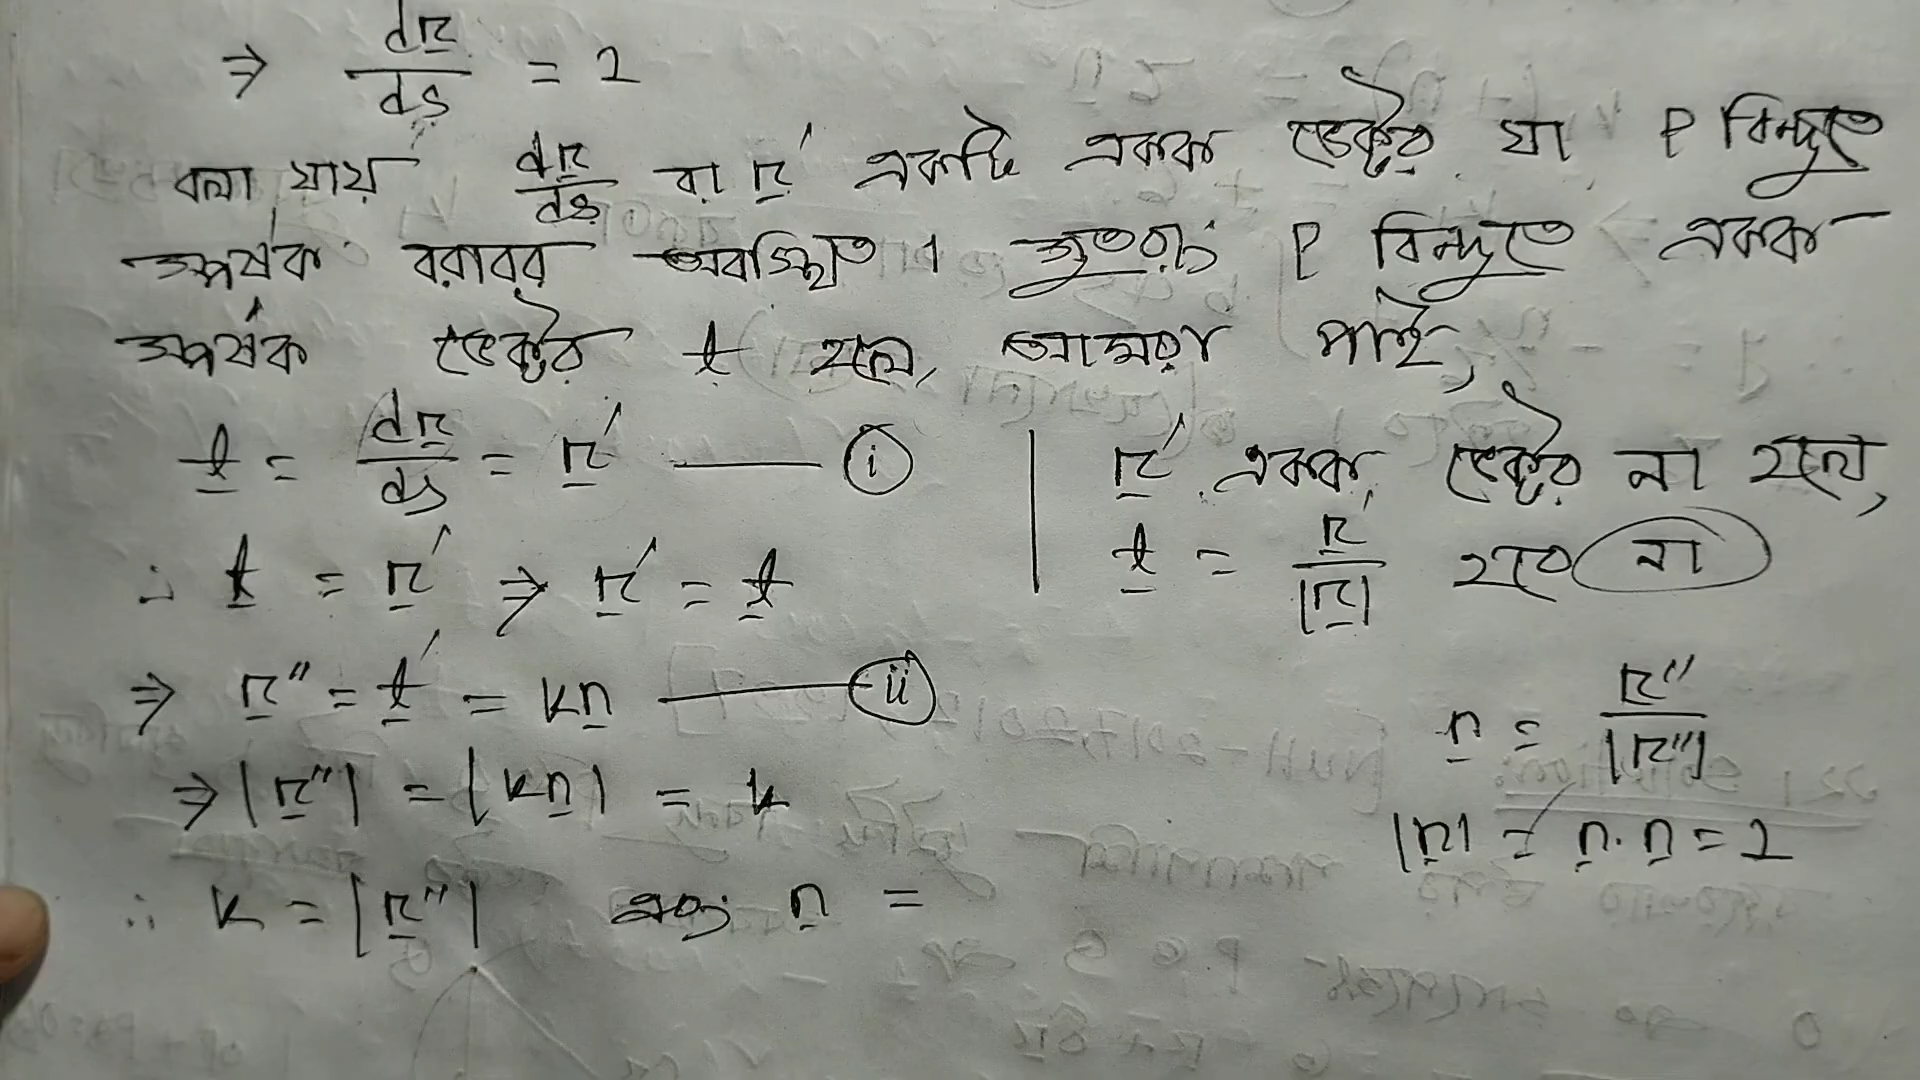 ⇒ dr/ds = 1
বলা যায় dr/ds বা r′ একটি একক ভেক্টর যা P বিন্দুতে
স্পর্শক বরাবর অবস্থিত। সুতরাং P বিন্দুতে একক
স্পর্শক ভেক্টর t হলে, আমরা পাই,
t = dr/ds = r′ —— (i)
∴ t = r′ ⇒ r′ = t
⇒ r″ = t′ = kn —— (ii)
⇒ |r″| = |kn| = k
∴ k = |r″| এবং n =
r′ একক ভেক্টর না হলে,
t = r′/|r′| হবে না
n = r″/|r″|
|n| = n.n = 1